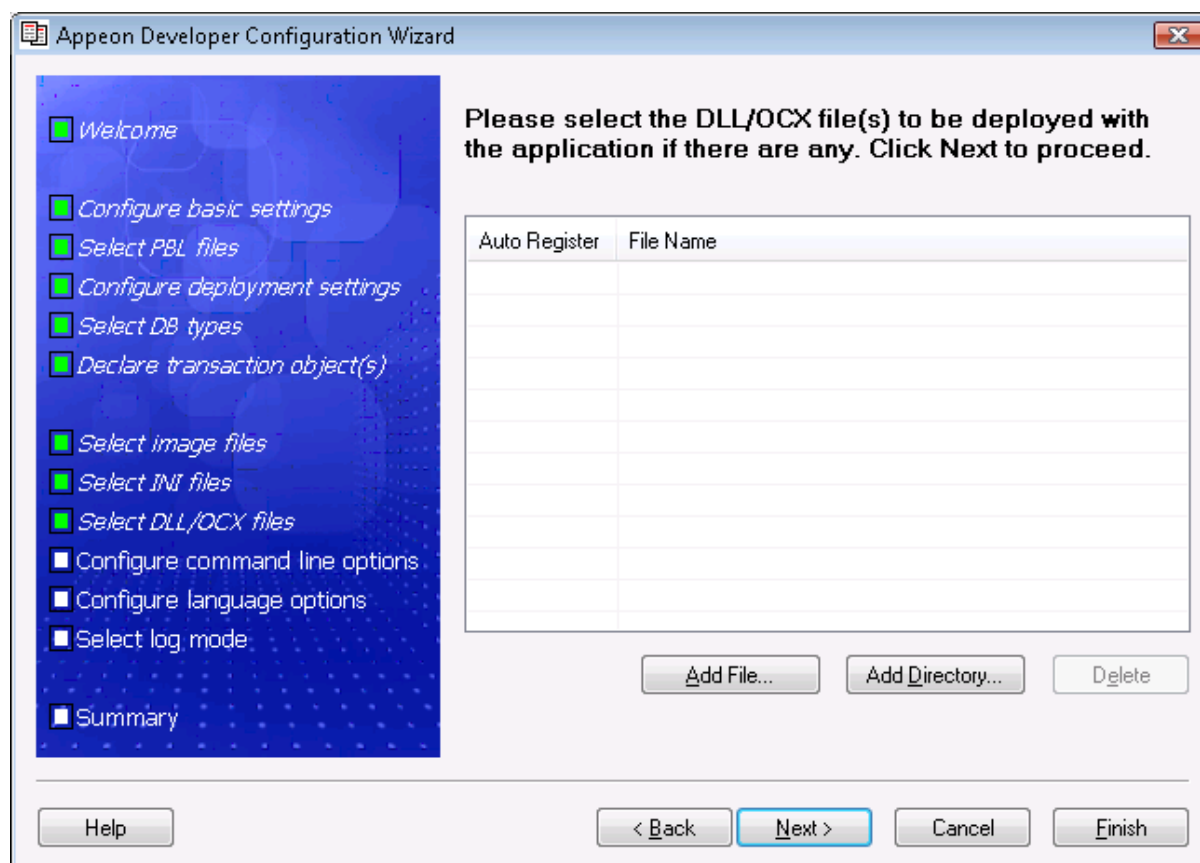 Appeon Developer Configuration Wizard
Welcome
Configure basic settings
Select PBL files
Configure deployment settings
Select DB types
Declare transaction object(s)
Select image files
Select INI files
Select DLL/OCX files
Configure command line options
Configure language options
Select log mode
Summary
Please select the DLL/OCX file(s) to be deployed with
the application if there are any. Click Next to proceed.
Auto Register File Name
Add File... Add Directory... Delete
Help < Back Next > Cancel Finish